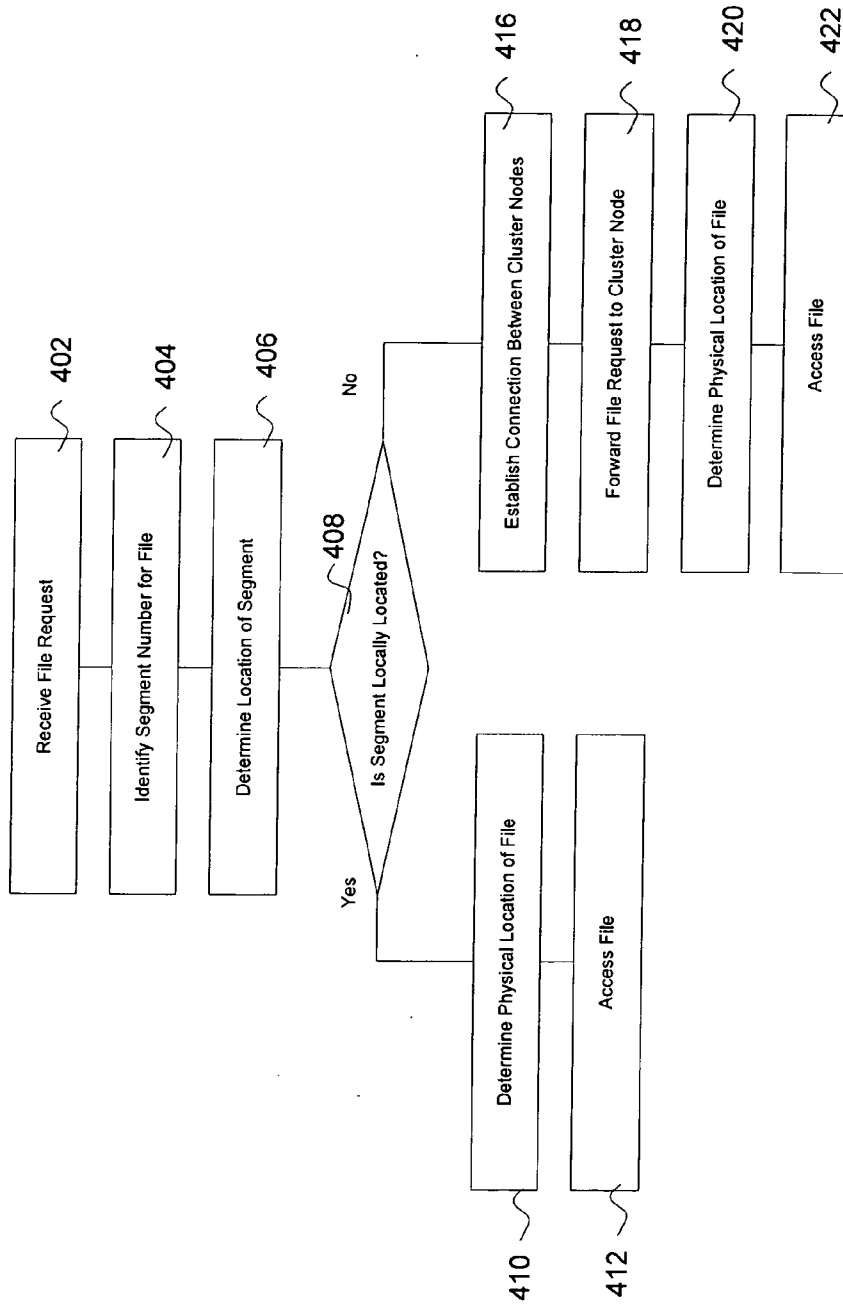 Receive File Request
402
Identify Segment Number for File
404
Determine Location of Segment
406
Is Segment Locally Located?
408
Yes
No
Determine Physical Location of File
410
Access File
412
Establish Connection Between Cluster Nodes
416
Forward File Request to Cluster Node
418
Determine Physical Location of File
420
Access File
422